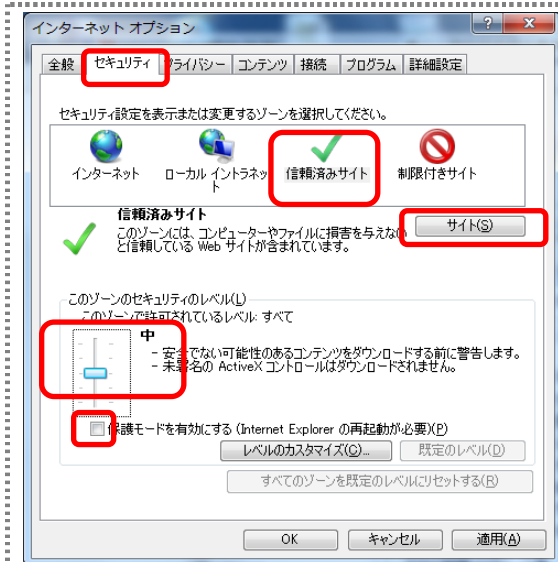 インターネット オプション
全般 セキュリティ プライバシー コンテンツ 接続 プログラム 詳細設定
セキュリティ設定を表示または変更するゾーンを選択してください。
インターネット ローカル イントラネット 信頼済みサイト 制限付きサイト
信頼済みサイト
このゾーンには、コンピューターやファイルに損害を与えない
と信頼している Web サイトが含まれています。
サイト(S)
このゾーンのセキュリティのレベル(L)
このゾーンで許可されているレベル: すべて
中
- 安全でない可能性のあるコンテンツをダウンロードする前に警告します。
- 未署名の ActiveX コントロールはダウンロードされません。
保護モードを有効にする (Internet Explorer の再起動が必要)(P)
レベルのカスタマイズ(C)... 既定のレベル(D)
すべてのゾーンを既定のレベルにリセットする(R)
OK キャンセル 適用(A)